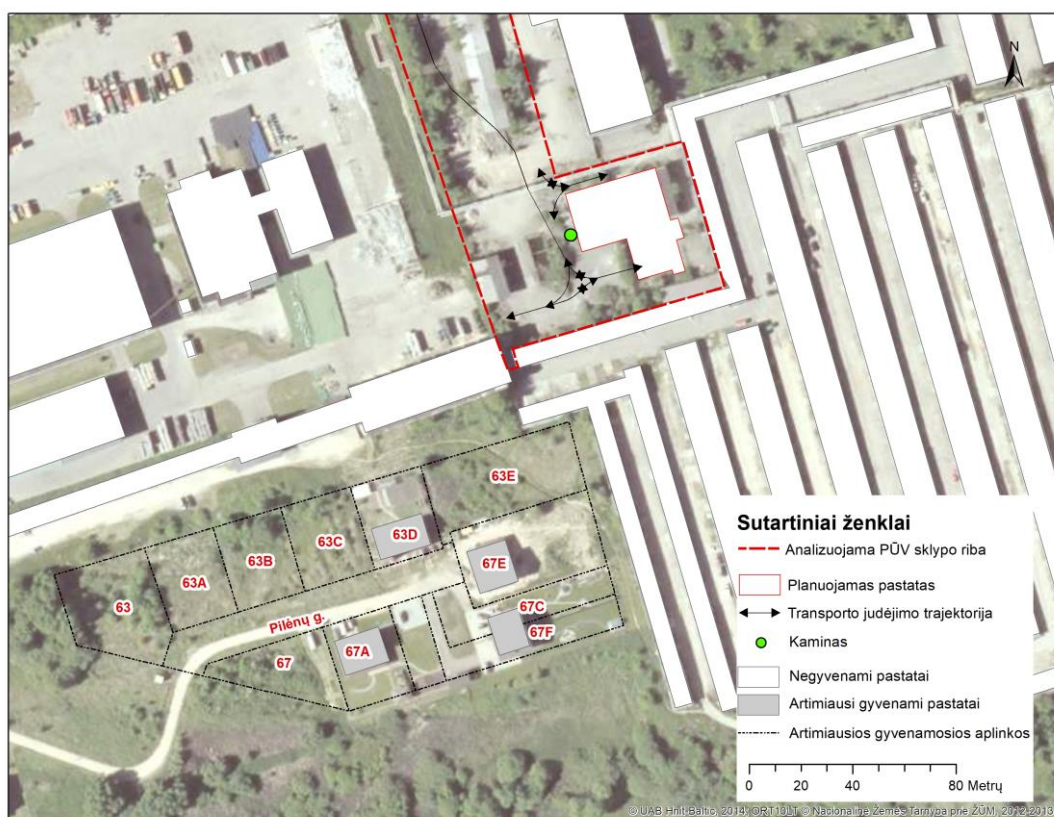 N
63E
63D
63C
63B
63A
63
67E
67C
67F
Pilėnų g.
67A
67
Sutartiniai ženklai
Analizuojama PŪV sklypo riba
Planuojamas pastatas
Transporto judėjimo trajektorija
Kaminas
Negyvenami pastatai
Artimiausi gyvenami pastatai
Artimiausios gyvenamosios aplinkos
0 20 40 80 Metrų
© UAB Hnit-Baltic, 2014, ORT10LT © Nacionalinė Žemės Tarnyba prie ŽŪM, 2012-2013